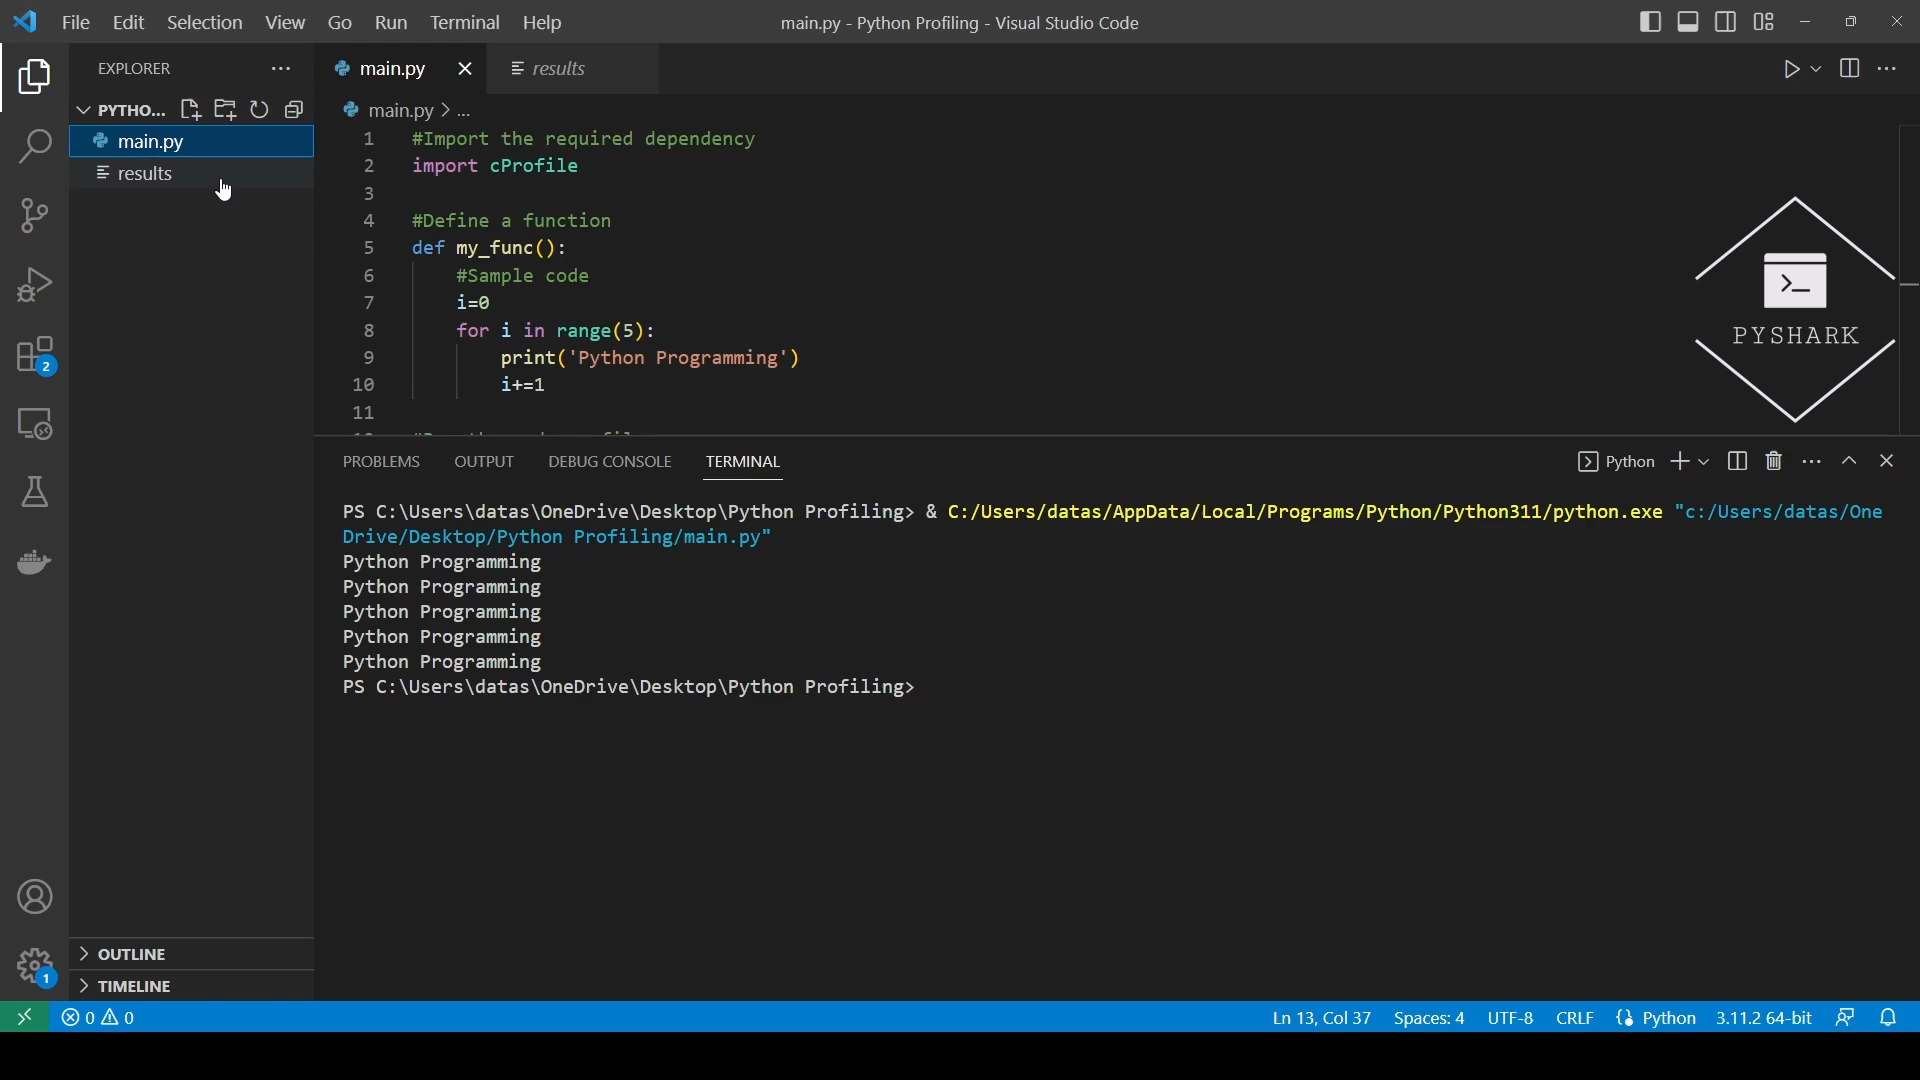 File Edit Selection View Go Run Terminal Help
main.py - Python Profiling - Visual Studio Code
EXPLORER
PYTHO...
main.py
results
OUTLINE
TIMELINE
main.py
results
main.py > ...
1 #Import the required dependency
2 import cProfile
3
4 #Define a function
5 def my_func():
6 #Sample code
7 i=0
8 for i in range(5):
9 print('Python Programming')
10 i+=1
11
PYSHARK
PROBLEMS OUTPUT DEBUG CONSOLE TERMINAL
Python
PS C:\Users\datas\OneDrive\Desktop\Python Profiling> & C:/Users/datas/AppData/Local/Programs/Python/Python311/python.exe "c:/Users/datas/One
Drive/Desktop/Python Profiling/main.py"
Python Programming
Python Programming
Python Programming
Python Programming
Python Programming
PS C:\Users\datas\OneDrive\Desktop\Python Profiling>
2
1
0 0
Ln 13, Col 37 Spaces: 4 UTF-8 CRLF Python 3.11.2 64-bit